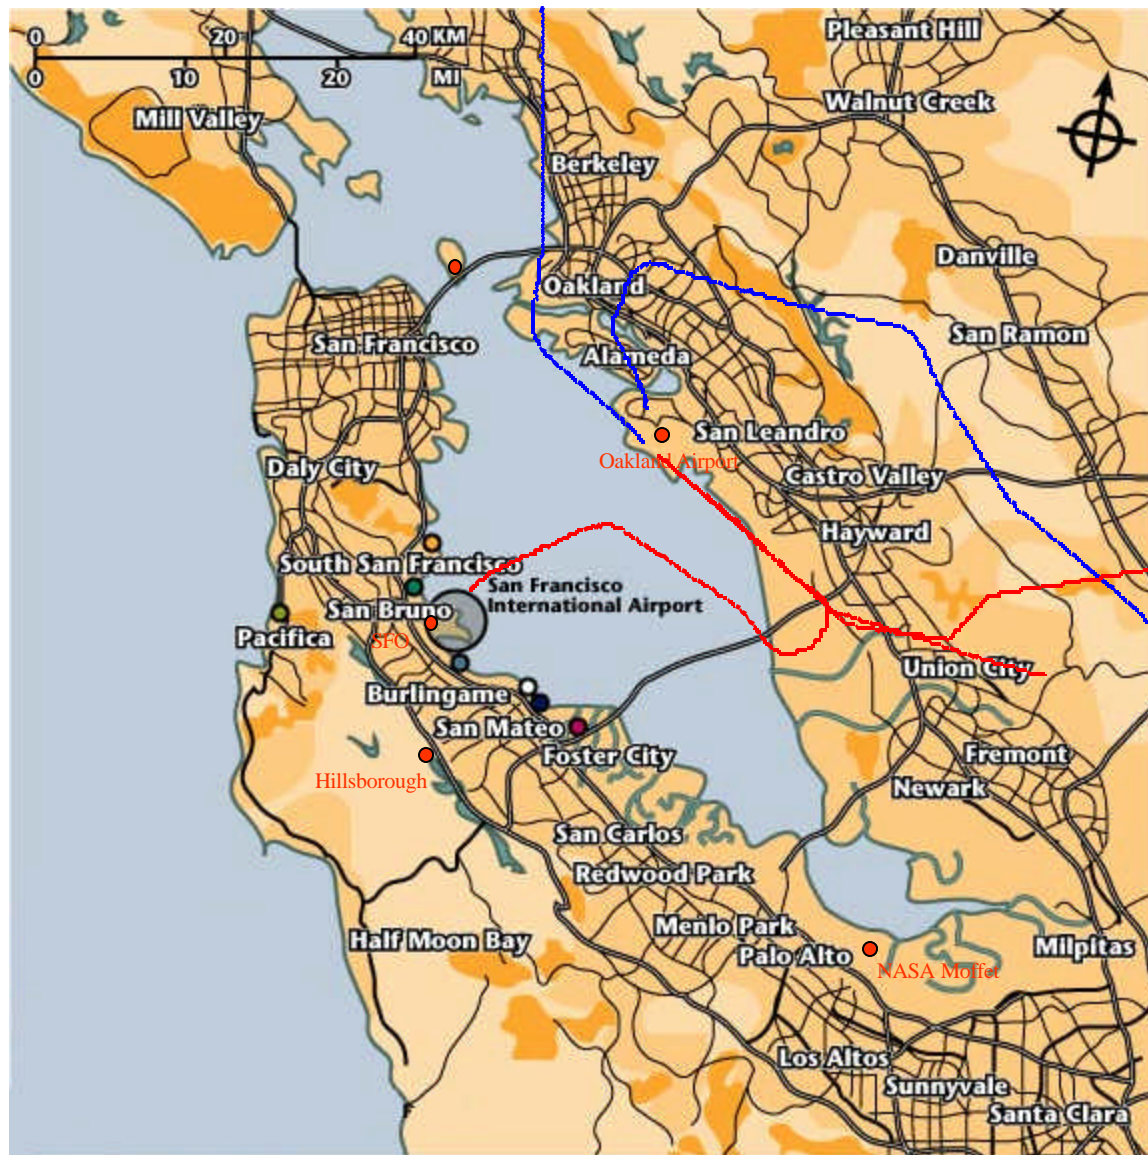 Pleasant Hill
0 20 40 KM
0 10 20 MI
Walnut Creek
Mill Valley
Berkeley
Danville
Oakland
San Ramon
San Francisco
Alameda
San Leandro
Oakland Airport
Daly City
Castro Valley
Hayward
South San Francisco
San Francisco
International Airport
San Bruno
Pacifica
SFO
Union City
Burlingame
San Mateo
Foster City
Fremont
Hillsborough
Newark
San Carlos
Redwood Park
Menlo Park
Half Moon Bay
Palo Alto
Milpitas
NASA Moffet
Los Altos
Sunnyvale
Santa Clara